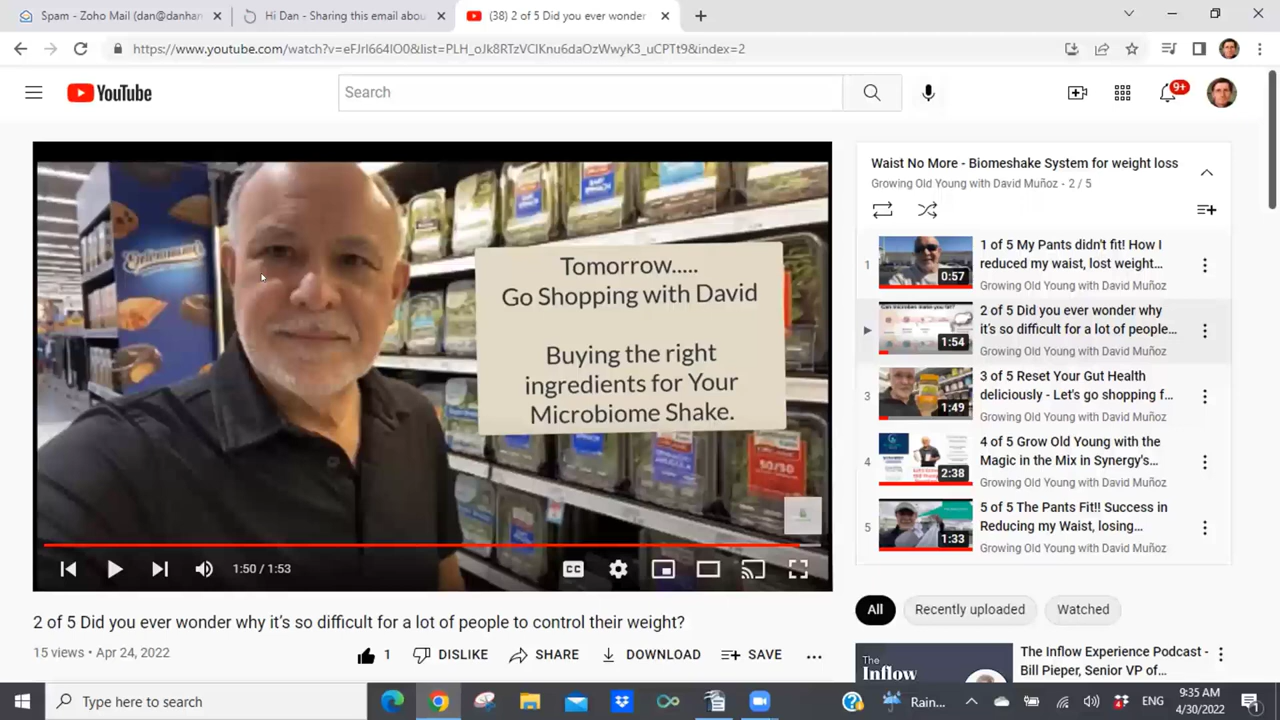 Spam - Zoho Mail (dan@danhar
Hi Dan - Sharing this email abou
(38) 2 of 5 Did you ever wonder
YouTube
Search
9+
Tomorrow.....
Go Shopping with David
Buying the right
ingredients for Your
Microbiome Shake.
50/50
1:50 / 1:53
CC
2 of 5 Did you ever wonder why it's so difficult for a lot of people to control their weight?
15 views • Apr 24, 2022
1
DISLIKE
SHARE
DOWNLOAD
SAVE
Waist No More - Biomeshake System for weight loss
Growing Old Young with David Muñoz - 2 / 5
1
0:57
1 of 5 My Pants didn't fit! How I
reduced my waist, lost weight...
Growing Old Young with David Muñoz
1:54
2 of 5 Did you ever wonder why
it's so difficult for a lot of people...
Growing Old Young with David Muñoz
3
1:49
3 of 5 Reset Your Gut Health
deliciously - Let's go shopping f...
Growing Old Young with David Muñoz
4
2:38
4 of 5 Grow Old Young with the
Magic in the Mix in Synergy's...
Growing Old Young with David Muñoz
5
1:33
5 of 5 The Pants Fit!! Success in
Reducing my Waist, losing...
Growing Old Young with David Muñoz
All
Recently uploaded
Watched
The
Inflow
The Inflow Experience Podcast -
Bill Pieper, Senior VP of...
Type here to search
Rain...
ENG
9:35 AM
4/30/2022
1